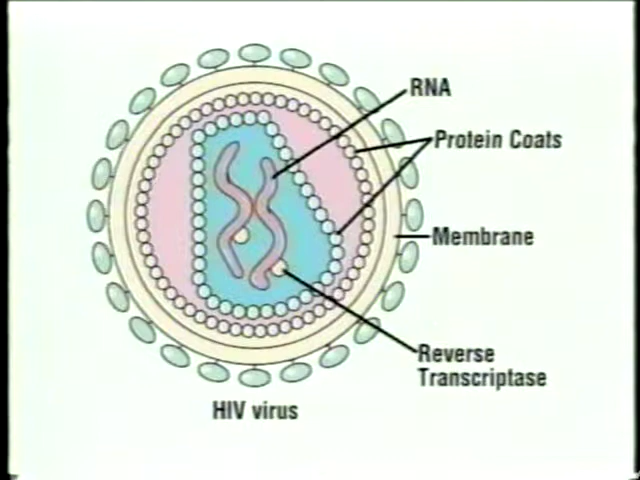 RNA
Protein Coats
Membrane
Reverse
Transcriptase
HIV virus